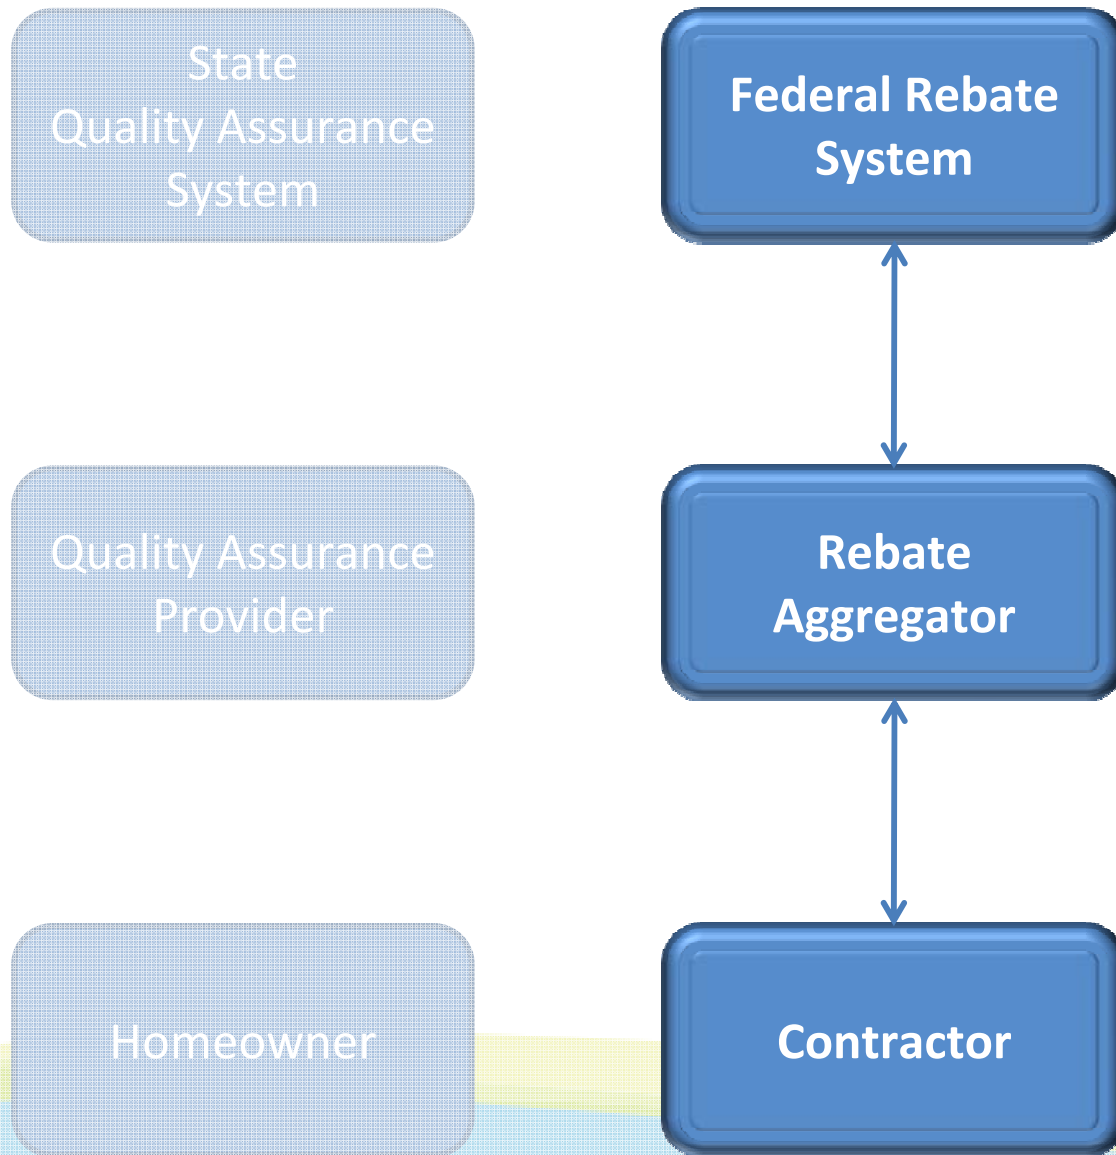 State
Quality Assurance
System
Federal Rebate
System
Quality Assurance
Provider
Rebate
Aggregator
Homeowner
Contractor